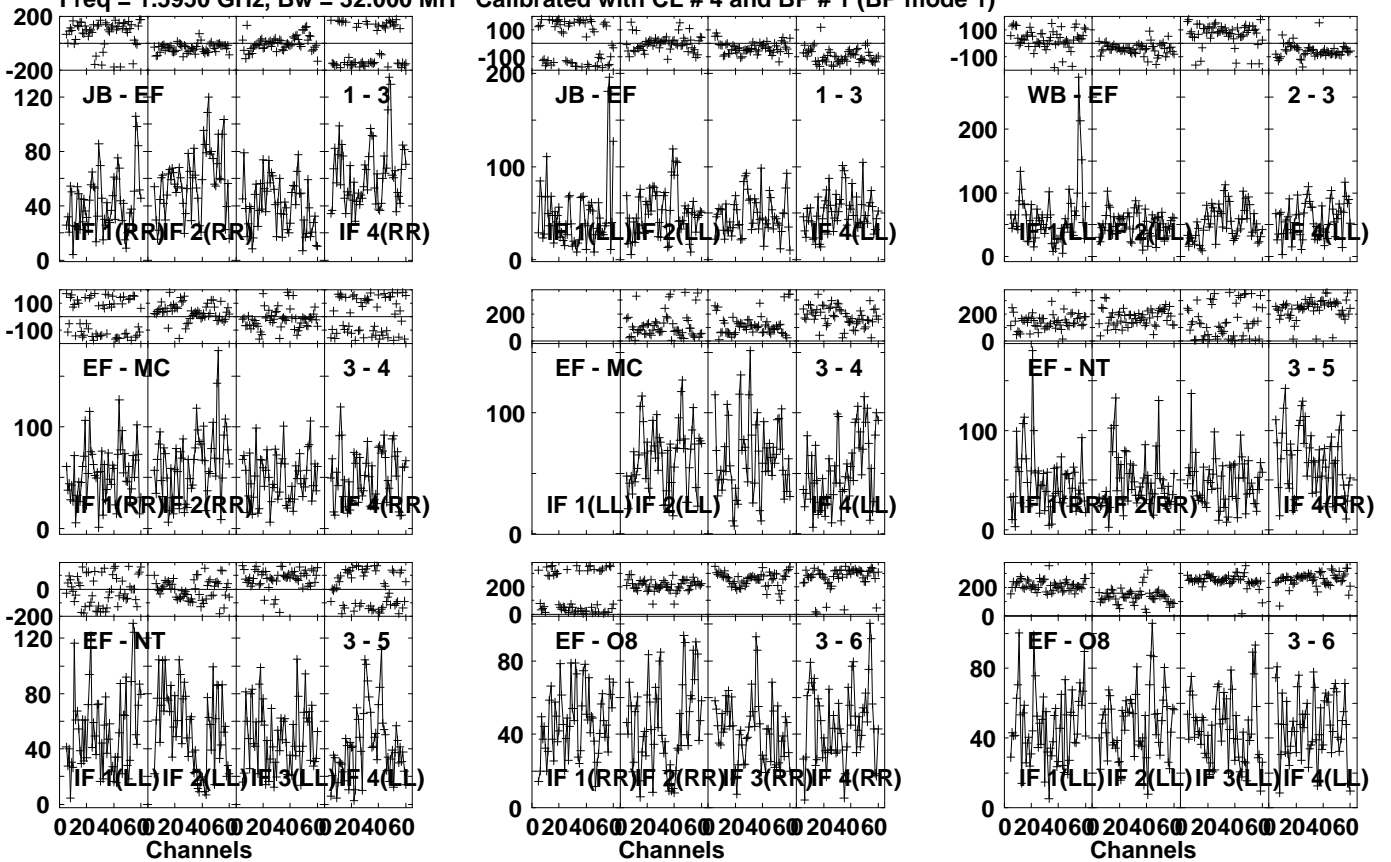 Freq = 1.5950 GHz, Bw = 32.000 MH Calibrated with CL # 4 and BP # 1 (BP mode 1)
200 100 100
-100 -100
-200 200
120 JB - EF 1 - 3 JB - EF 1 - 3 WB - EF 2 - 3
200
80 100 100
40
IF 1(RR) IF 2(RR) IF 4(RR) IF 1(LL) IF 2(LL) IF 4(LL) IF 1(LL) IF 2(LL) IF 4(LL)
0 0 0
100 200 200
-100 0 0
EF - MC 3 - 4 EF - MC 3 - 4 EF - NT 3 - 5
100 100 100
IF 1(RR) IF 2(RR) IF 4(RR) IF 1(LL) IF 2(LL) IF 4(LL) IF 1(RR) IF 2(RR) IF 4(RR)
0 0 0
0 200 200
-200 0 0
120 EF - NT 3 - 5 EF - O8 3 - 6 EF - O8 3 - 6
80 80 80
40 40 40
IF 1(LL) IF 2(LL) IF 3(LL) IF 4(LL) IF 1(RR) IF 2(RR) IF 3(RR) IF 4(RR) IF 1(LL) IF 2(LL) IF 3(LL) IF 4(LL)
0 0 0
0 20 40 60 0 20 40 60 0 20 40 60 0 20 40 60 0 20 40 60 0 20 40 60 0 20 40 60 0 20 40 60 0 20 40 60 0 20 40 60 0 20 40 60 0 20 40 60
Channels Channels Channels